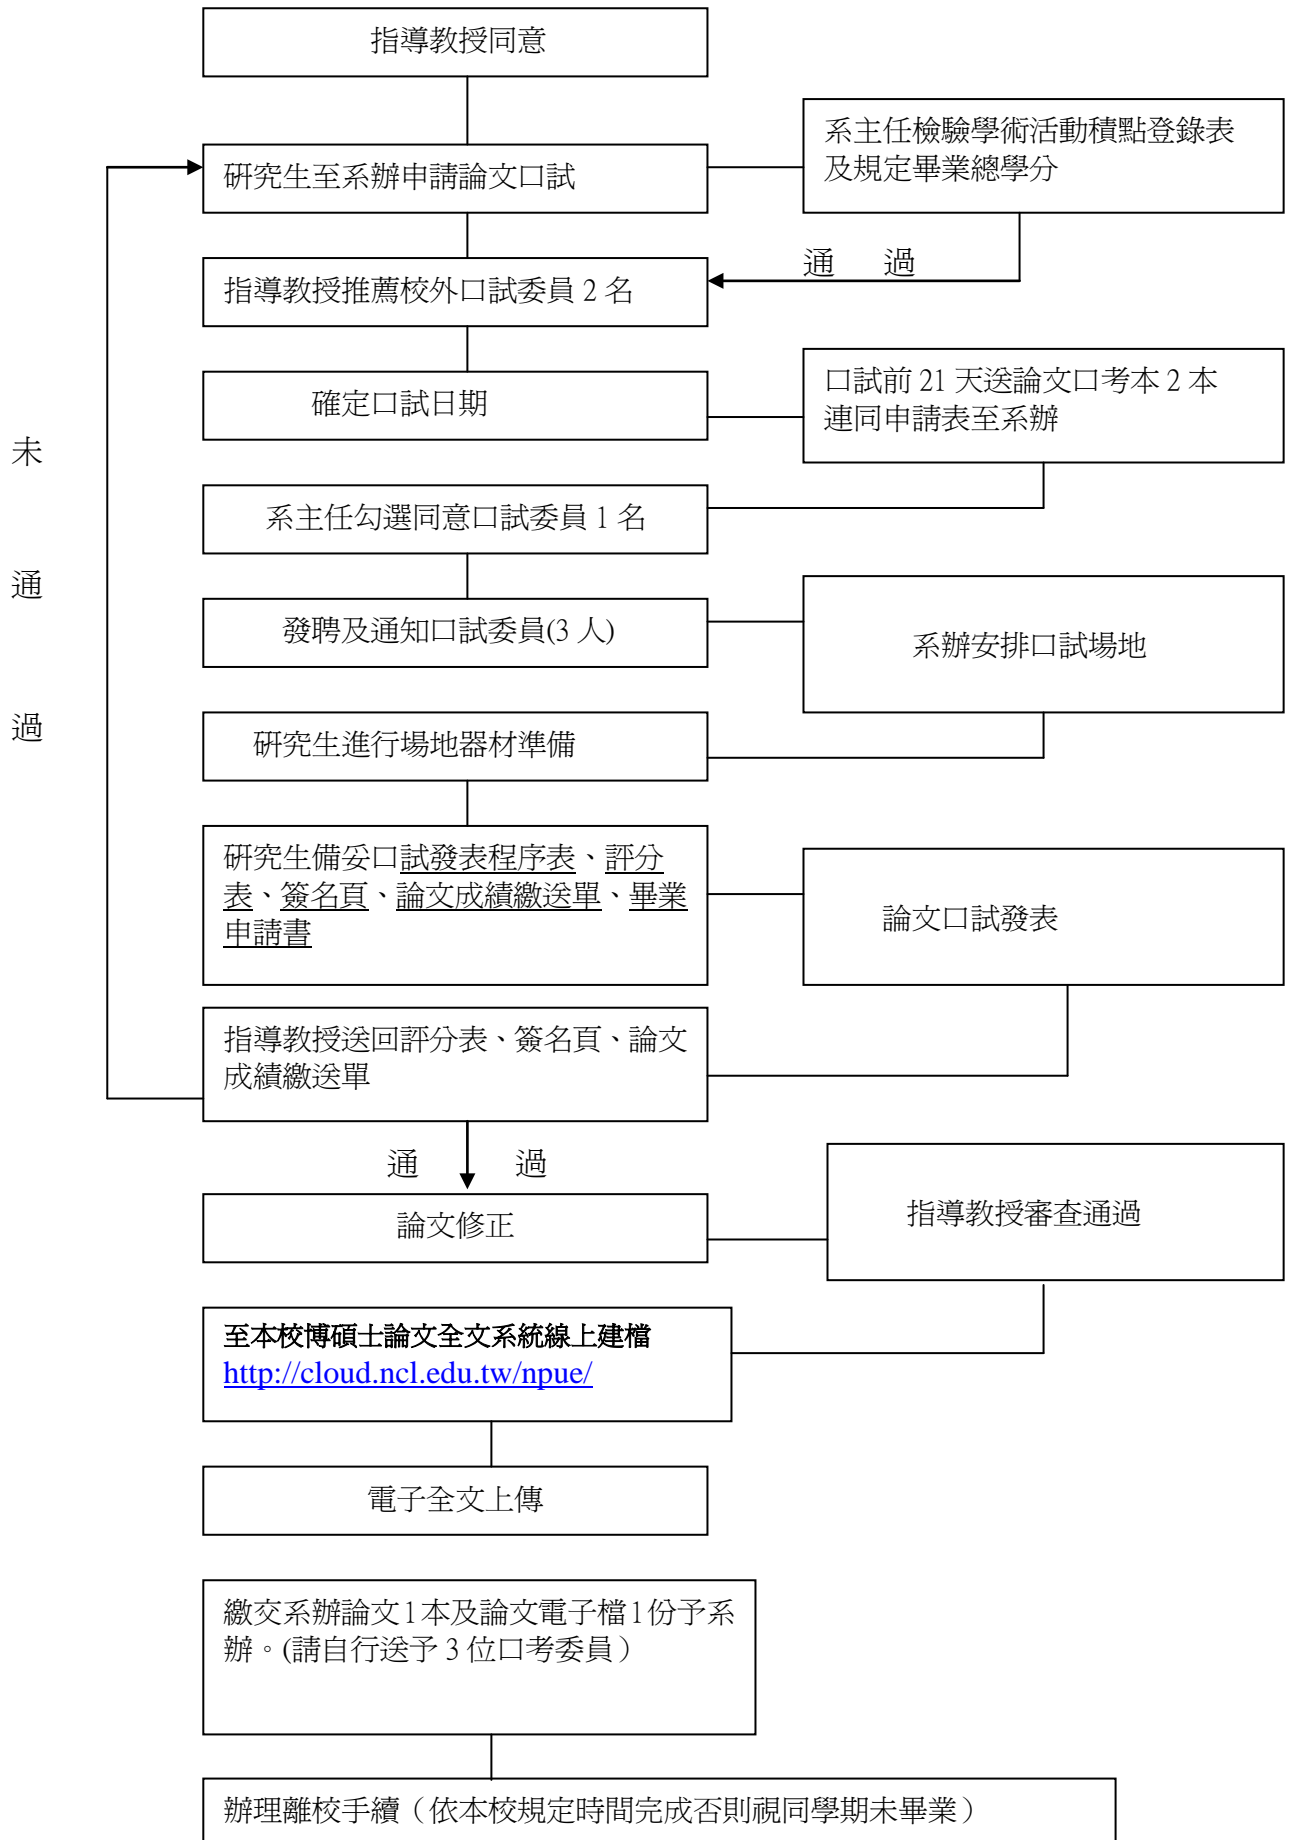 指導教授同意
系主任檢驗學術活動積點登錄表
及規定畢業總學分
研究生至系辦申請論文口試
通 過
指導教授推薦校外口試委員 2 名
口試前 21 天送論文口考本 2 本
連同申請表至系辦
確定口試日期
未
通
過
系主任勾選同意口試委員 1 名
發聘及通知口試委員(3 人)
系辦安排口試場地
研究生進行場地器材準備
研究生備妥口試發表程序表、評分
表、簽名頁、論文成績繳送單、畢業
申請書
論文口試發表
指導教授送回評分表、簽名頁、論文
成績繳送單
通 過
論文修正
指導教授審查通過
至本校博碩士論文全文系統線上建檔
http://cloud.ncl.edu.tw/npue/
電子全文上傳
繳交系辦論文1本及論文電子檔1份予系
辦。(請自行送予 3 位口考委員）
辦理離校手續（依本校規定時間完成否則視同學期未畢業）